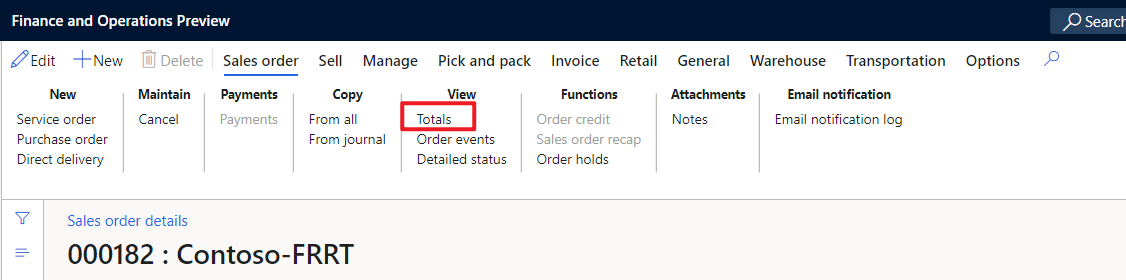 Finance and Operations Preview
Search
Edit New Delete Sales order Sell Manage Pick and pack Invoice Retail General Warehouse Transportation Options
New Maintain Payments Copy View Functions Attachments Email notification
Service order Cancel Payments From all Totals Order credit Notes Email notification log
Purchase order From journal Order events Sales order recap
Direct delivery Detailed status Order holds
Sales order details
000182 : Contoso-FRRT